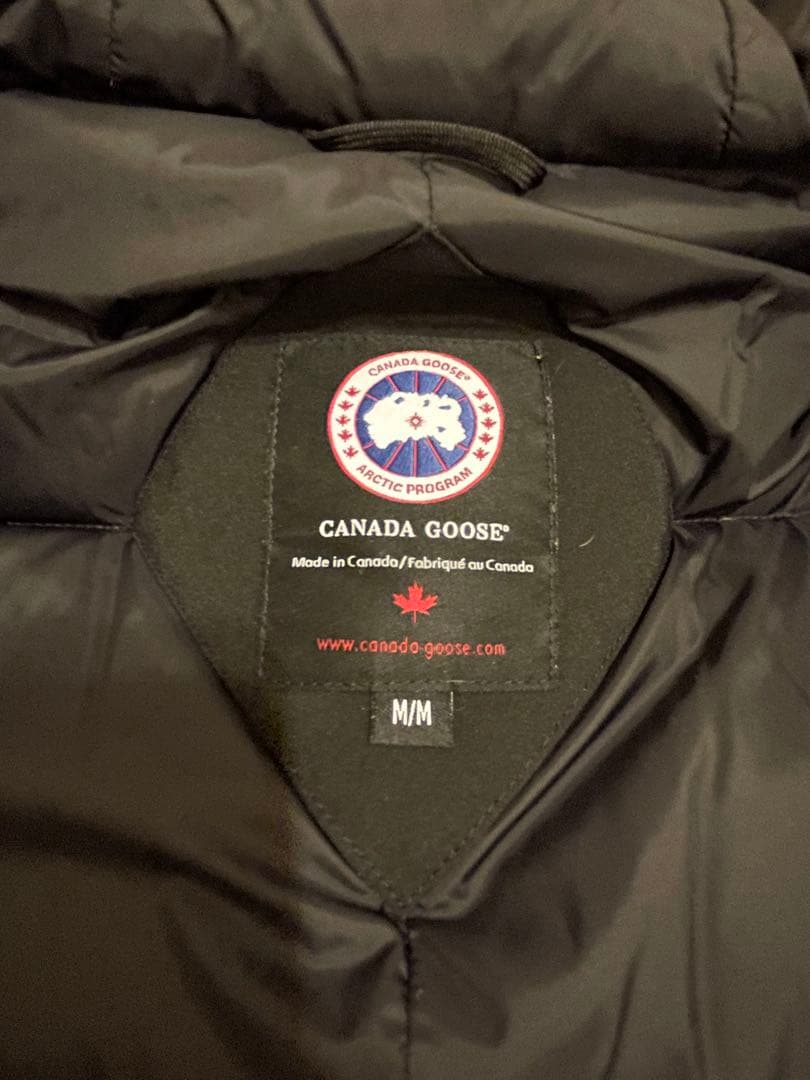 CANADA GOOSE®
ARCTIC PROGRAM
CANADA GOOSE®
Made in Canada/Fabriqué au Canada
www.canada-goose.com
M/M